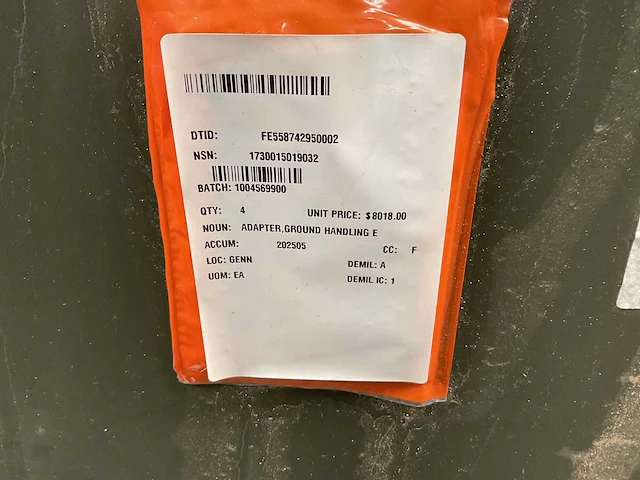 DTID: FE558742950002
NSN: 1730015019032
BATCH: 1004569900
QTY: 4 UNIT PRICE: $8018.00
NOUN: ADAPTER,GROUND HANDLING E
ACCUM: 202505 CC: F
LOC: GENN DEMIL: A
UOM: EA DEMIL IC: 1